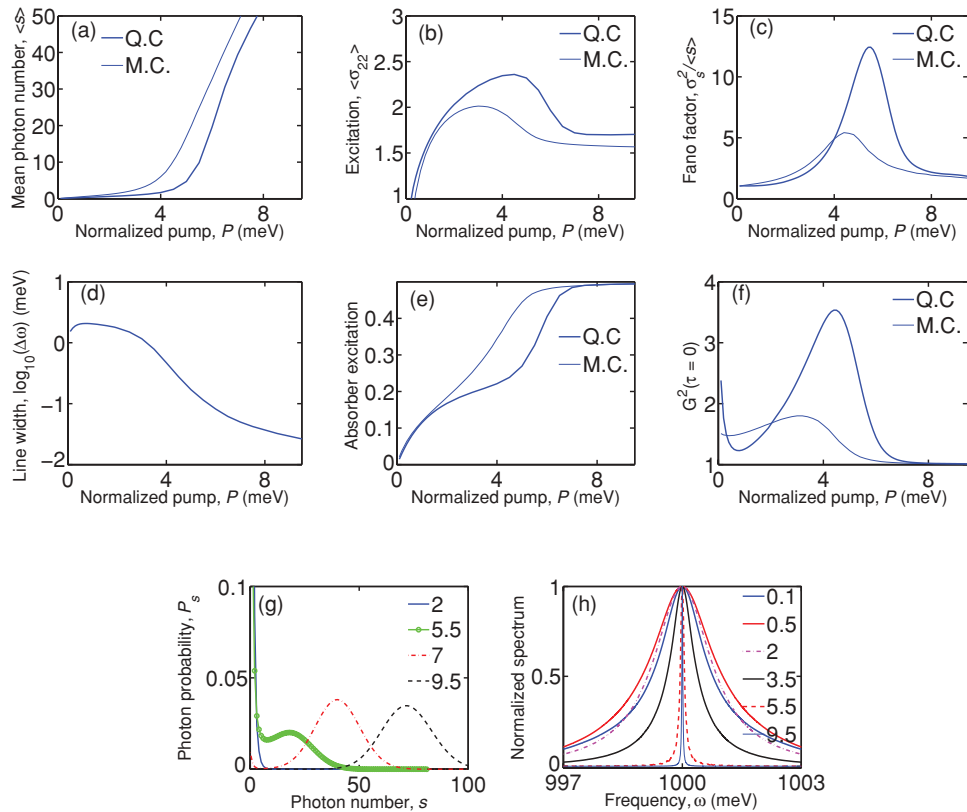 (a)
Q.C
M.C.
50
40
30
20
10
0
0
4
8
Mean photon number, <s>
Normalized pump, P (meV)
(b)
Q.C
M.C.
3
2.5
2
1.5
1
0
4
8
Excitation, <σ22>
Normalized pump, P (meV)
(c)
Q.C
M.C.
15
10
5
0
0
4
8
Fano factor, σs²/<s>
Normalized pump, P (meV)
(d)
1
0
−1
−2
0
4
8
Line width, log10(Δω) (meV)
Normalized pump, P (meV)
(e)
Q.C
M.C.
0.4
0.3
0.2
0.1
0
0
4
8
Absorber excitation
Normalized pump, P (meV)
(f)
Q.C
M.C.
4
3
2
1
0
4
8
G²(τ = 0)
Normalized pump, P (meV)
(g)
2
5.5
7
9.5
0.1
0.05
0
0
50
100
Photon probability, Ps
Photon number, s
(h)
0.1
0.5
2
3.5
5.5
9.5
1
0.5
0
997
1000
1003
Normalized spectrum
Frequency, ω (meV)